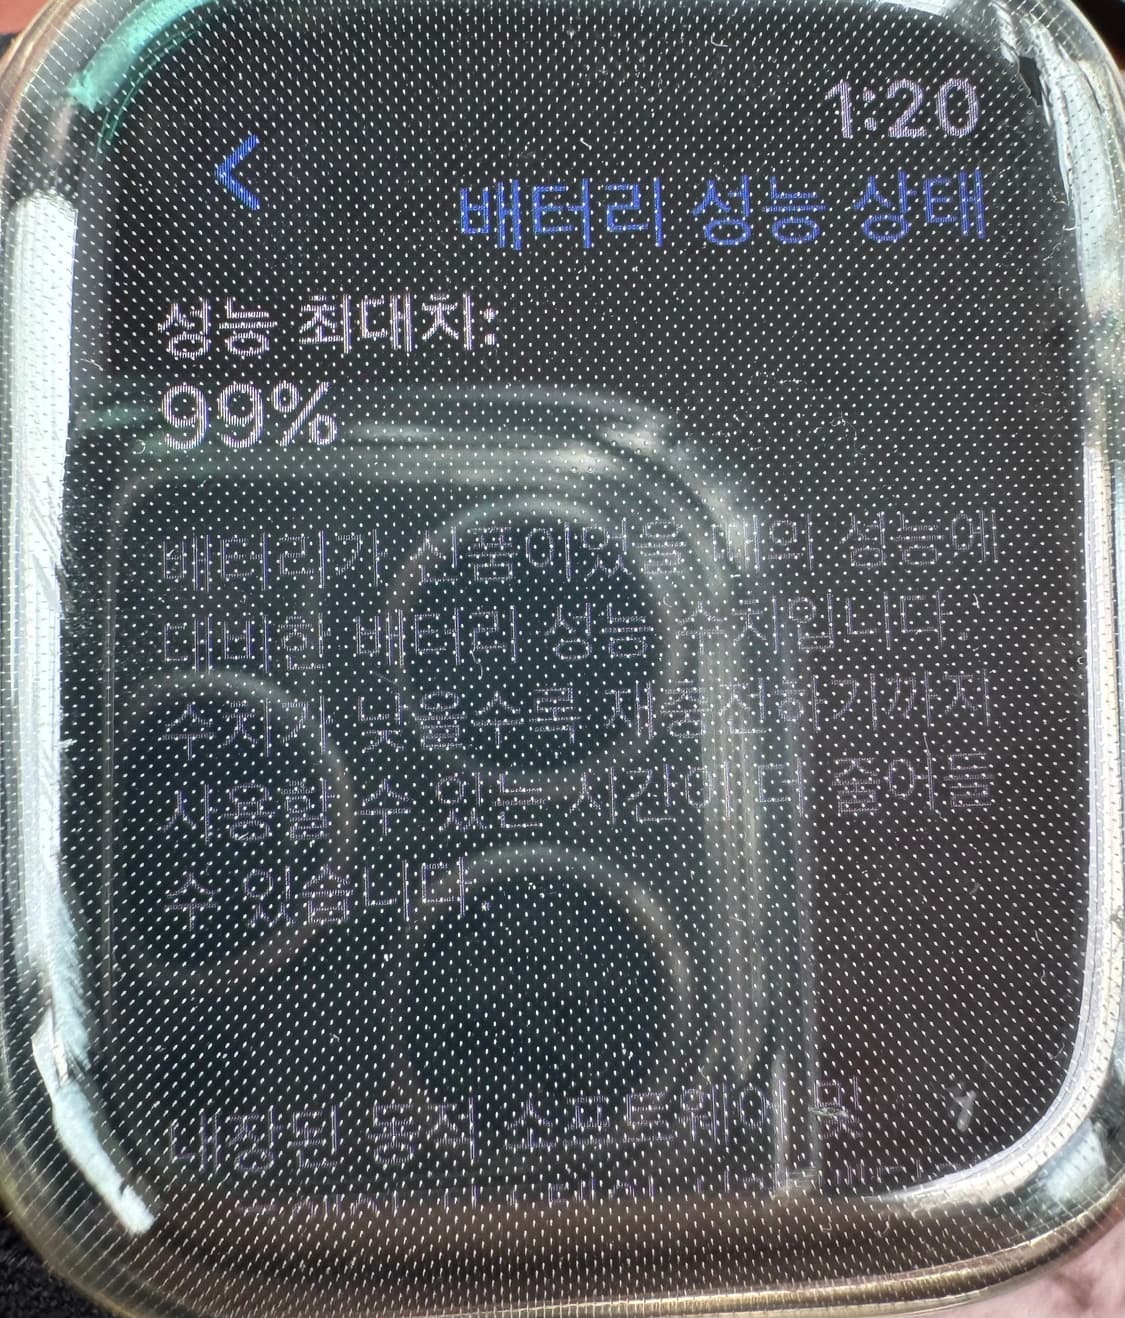 1:20
배터리 성능 상태
성능 최대치:
99%
배터리가 신품이었을 때의 성능에
대비한 배터리 성능 수치입니다.
수치가 낮을수록 재충전하기까지
사용할 수 있는 시간이 더 줄어들
수 있습니다.
내장된 동적 소프트웨어 및